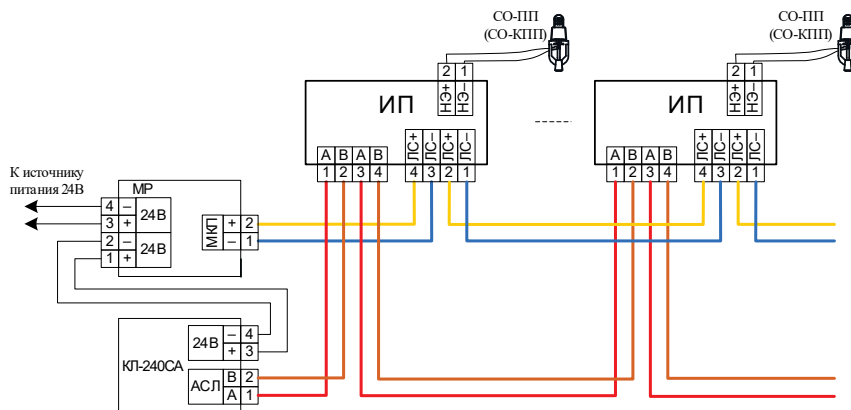 СО-ПП
(СО-КПП)
СО-ПП
(СО-КПП)
2 1
НЭ+ НЭ–
2 1
НЭ+ НЭ–
ИП
ИП
A B A B
1 2 3 4
ЛС+ ЛС– ЛС+ ЛС–
4 3 2 1
A B A B
1 2 3 4
ЛС+ ЛС– ЛС+ ЛС–
4 3 2 1
К источнику
питания 24В
МР
4 – 24В
3 +
2 – 24В
1 +
МКП + 2
– 1
КЛ-240СА
24В – 4
+ 3
АСЛ B 2
A 1